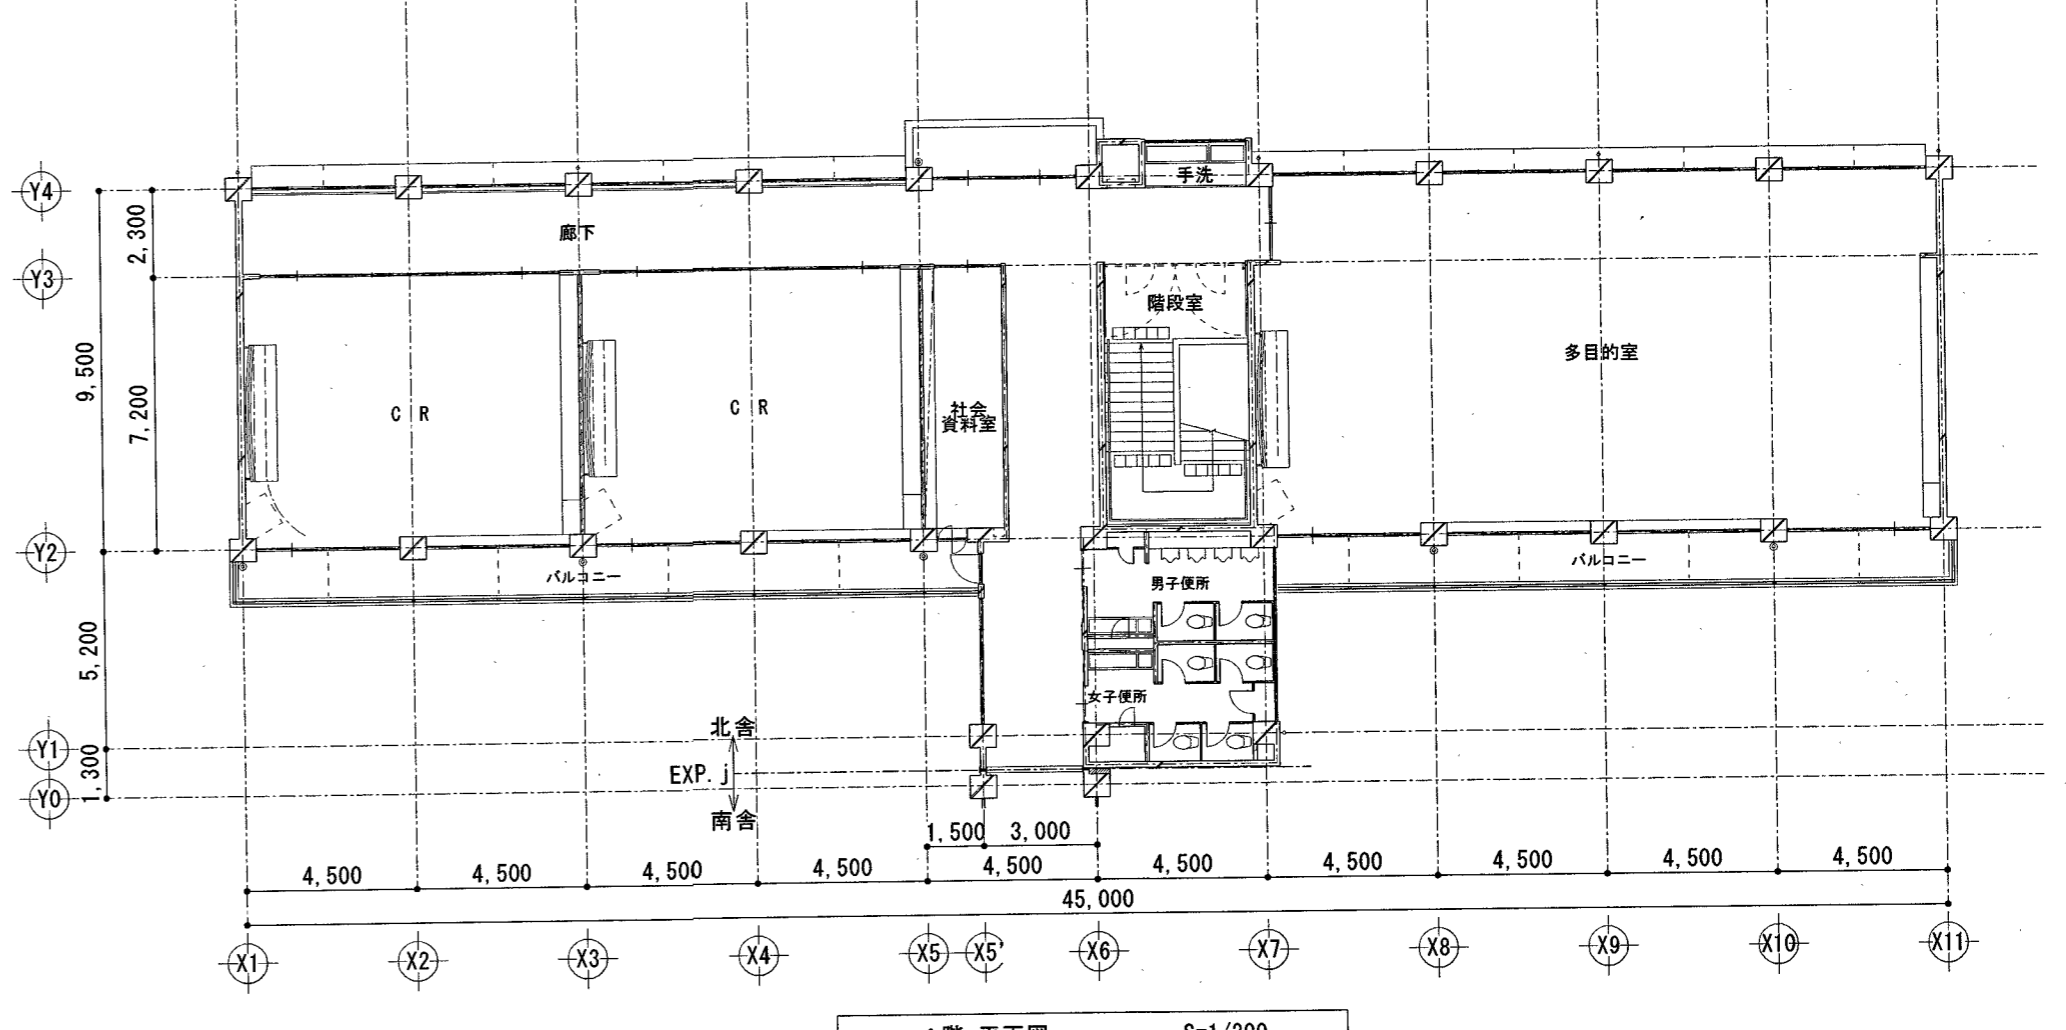 手洗
Y4
廊下
2,300
Y3
階段室
多目的室
9,500
7,200
C R
C R
社会
資料室
Y2
バルコニー
バルコニー
男子便所
5,200
女子便所
北舎
Y1
EXP.j
1,300
Y0
南舎
1,500
3,000
4,500
4,500
4,500
4,500
4,500
4,500
4,500
4,500
4,500
4,500
45,000
X1
X2
X3
X4
X5
X5'
X6
X7
X8
X9
X10
X11
階 平面図